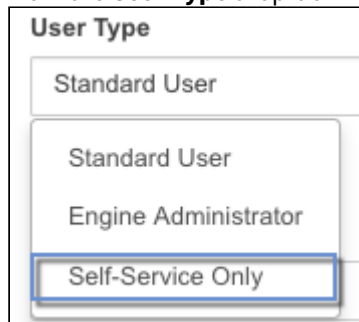 User Type
Standard User
Standard User
Engine Administrator
Self-Service Only